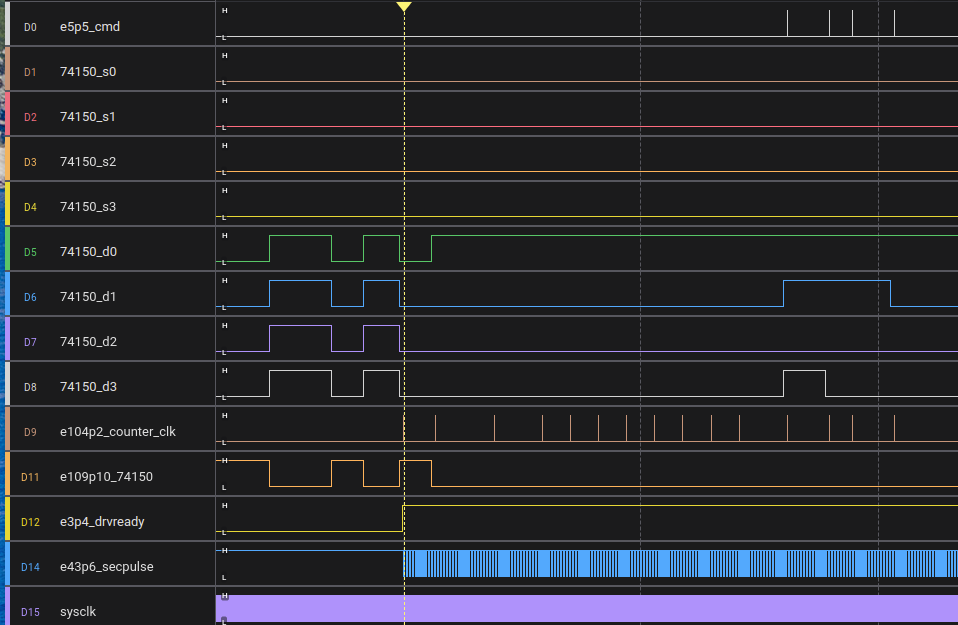 H
D0 e5p5_cmd
L
H
D1 74150_s0
L
H
D2 74150_s1
L
H
D3 74150_s2
L
H
D4 74150_s3
L
H
D5 74150_d0
L
H
D6 74150_d1
L
H
D7 74150_d2
L
H
D8 74150_d3
L
H
D9 e104p2_counter_clk
L
H
D11 e109p10_74150
L
H
D12 e3p4_drvready
L
H
D14 e43p6_secpulse
L
H
D15 sysclk
L